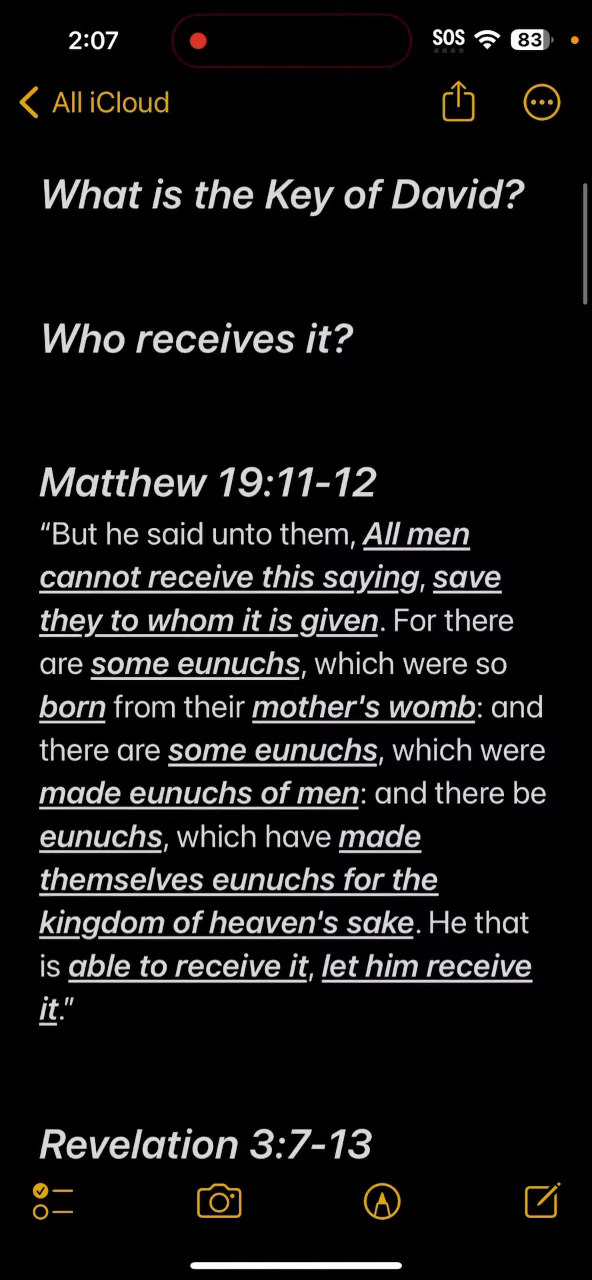 2:07 SOS 83
All iCloud
What is the Key of David?
Who receives it?
Matthew 19:11-12
“But he said unto them, All men
cannot receive this saying, save
they to whom it is given. For there
are some eunuchs, which were so
born from their mother's womb: and
there are some eunuchs, which were
made eunuchs of men: and there be
eunuchs, which have made
themselves eunuchs for the
kingdom of heaven's sake. He that
is able to receive it, let him receive
it.”
Revelation 3:7-13